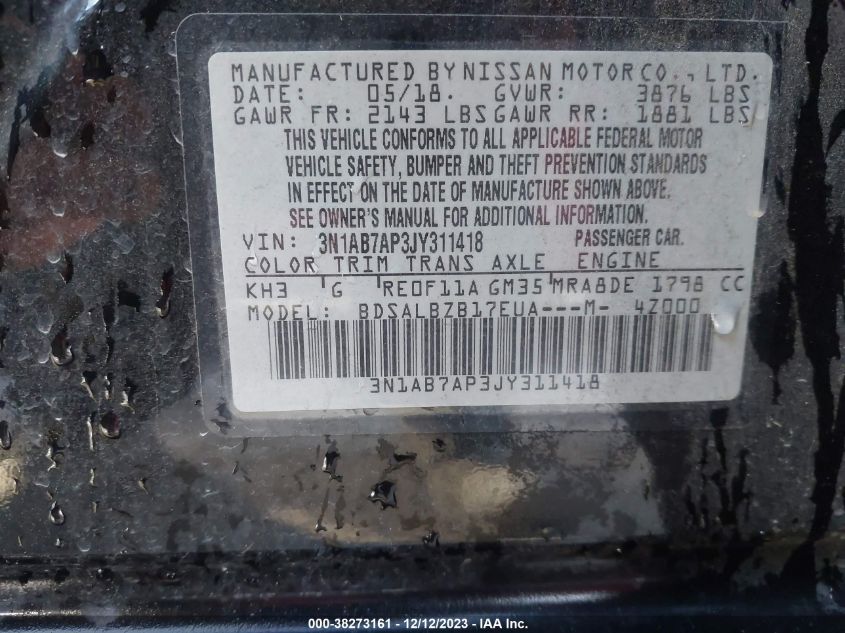 MANUFACTURED BY NISSAN MOTOR CO., LTD.
DATE: 05/18. GVWR: 3876 LBS
GAWR FR: 2143 LBS GAWR RR: 1881 LBS
THIS VEHICLE CONFORMS TO ALL APPLICABLE FEDERAL MOTOR
VEHICLE SAFETY, BUMPER AND THEFT PREVENTION STANDARDS
IN EFFECT ON THE DATE OF MANUFACTURE SHOWN ABOVE.
SEE OWNER'S MANUAL FOR ADDITIONAL INFORMATION.
VIN: 3N1AB7AP3JY311418 PASSENGER CAR.
COLOR TRIM TRANS AXLE ENGINE
KH3 G RE0F11A GM35 MRA8DE 1798 CC
MODEL: BDSALBZB17EUA---M- 4Z000
3N1AB7AP3JY311418
000-38273161 - 12/12/2023 - IAA Inc.